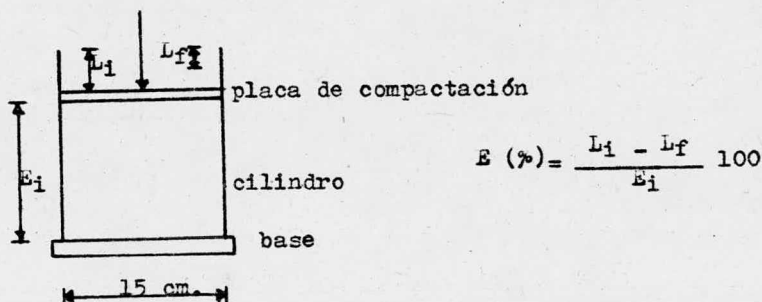 Li
Lf
placa de compactación
Ei
cilindro
base
15 cm.
E (%) = Li - Lf / Ei 100